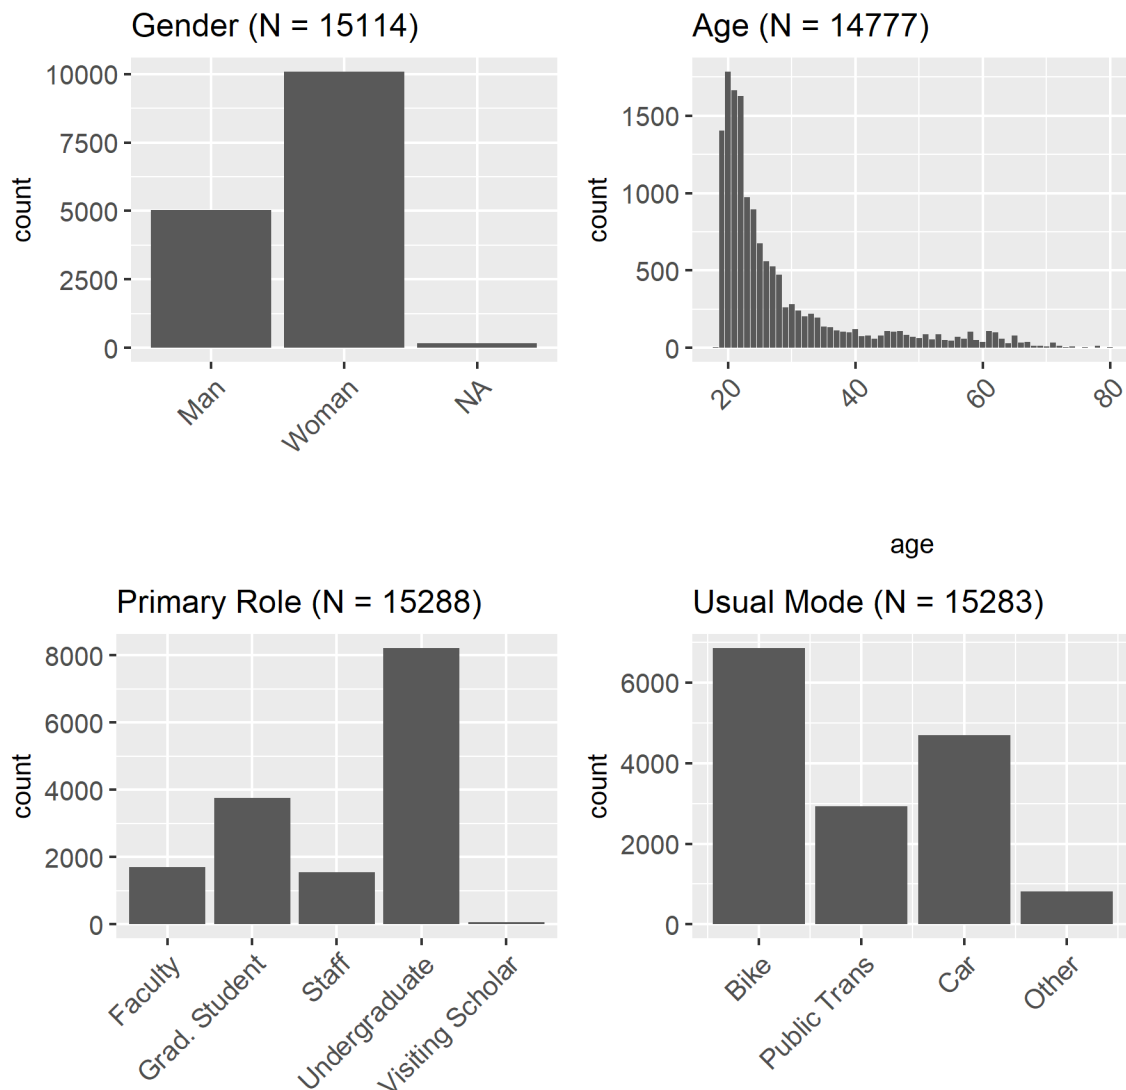 Gender (N = 15114)
count
10000
7500
5000
2500
0
Man
Woman
NA
Age (N = 14777)
count
1500
1000
500
0
20
40
60
80
age
Primary Role (N = 15288)
count
8000
6000
4000
2000
0
Faculty
Grad. Student
Staff
Undergraduate
Visiting Scholar
Usual Mode (N = 15283)
count
6000
4000
2000
0
Bike
Public Trans
Car
Other